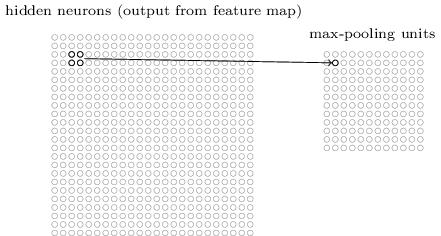 hidden neurons (output from feature map)
max-pooling units